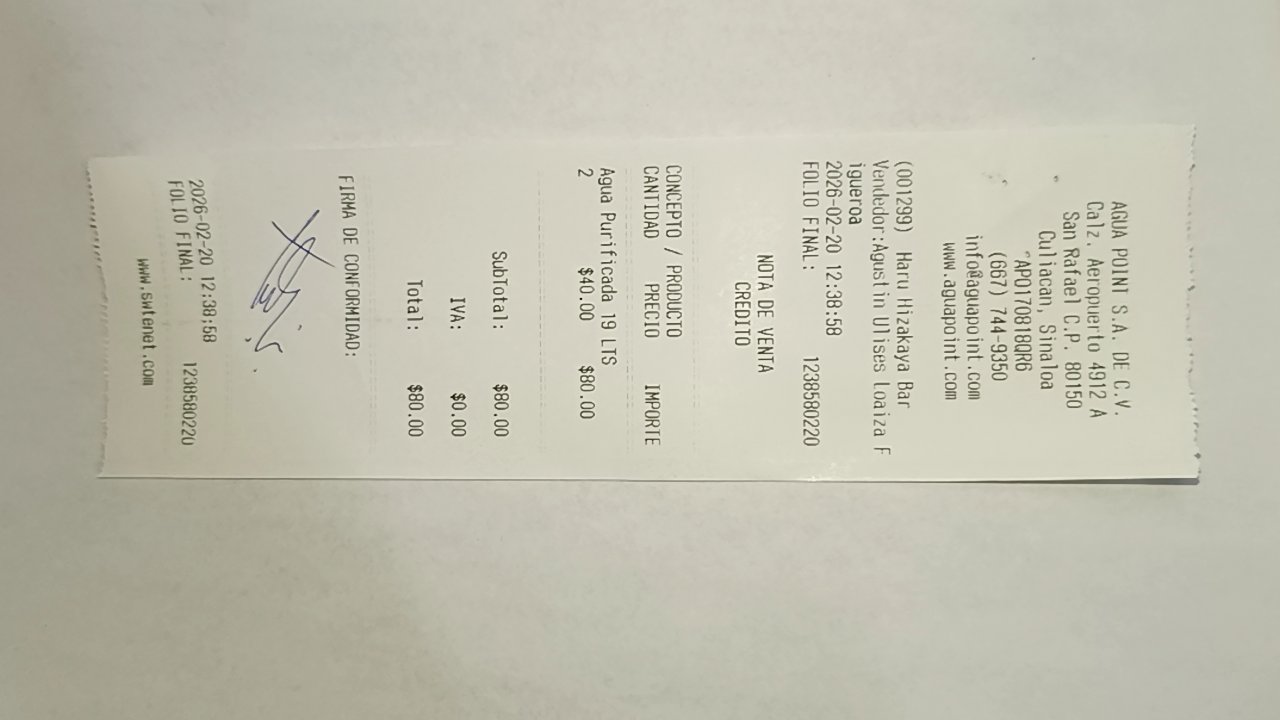 AGUA POINT S.A. DE C.V.
Calz. Aeropuerto 4912 A
San Rafael C.P. 80150
Culiacan, Sinaloa
APO170818QR6
(667) 744-9350
info@aguapoint.com
www.aguapoint.com
(001299) Haru Hizakaya Bar
Vendedor:Agustin Ulises Loaiza F
igueroa
2026-02-20 12:38:58
FOLIO FINAL: 1238580220
NOTA DE VENTA
CREDITO
CONCEPTO / PRODUCTO
CANTIDAD PRECIO IMPORTE
Agua Purificada 19 LTS
2 $40.00 $80.00
SubTotal: $80.00
IVA: $0.00
Total: $80.00
FIRMA DE CONFORMIDAD:
2026-02-20 12:38:58
FOLIO FINAL: 1238580220
www.swtenet.com